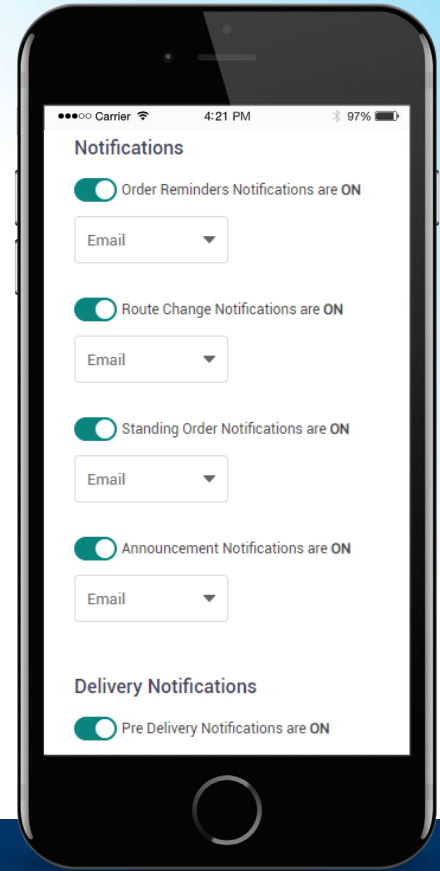 Carrier 4:21 PM 97%
Notifications
Order Reminders Notifications are ON
Email
Route Change Notifications are ON
Email
Standing Order Notifications are ON
Email
Announcement Notifications are ON
Email
Delivery Notifications
Pre Delivery Notifications are ON